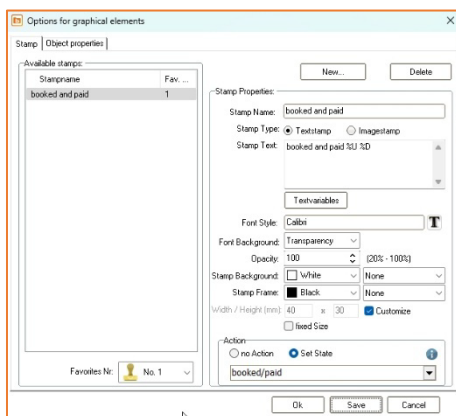 Options for graphical elements
Stamp Object properties
Available stamps:
Stampname Fav. ...
booked and paid 1
New... Delete
Stamp Properties:
Stamp Name: booked and paid
Stamp Type: Textstamp Imagestamp
Stamp Text: booked and paid %U %D
Textvariables
Font Style: Calibri T
Font Background: Transparency
Opacity: 100 (20% - 100%)
Stamp Background: White None
Stamp Frame: Black None
Width / Height (mm) 40 x 30 Customize
fixed Size
Action
no Action Set State
booked/paid
Favorites Nr: No. 1
Ok Save Cancel